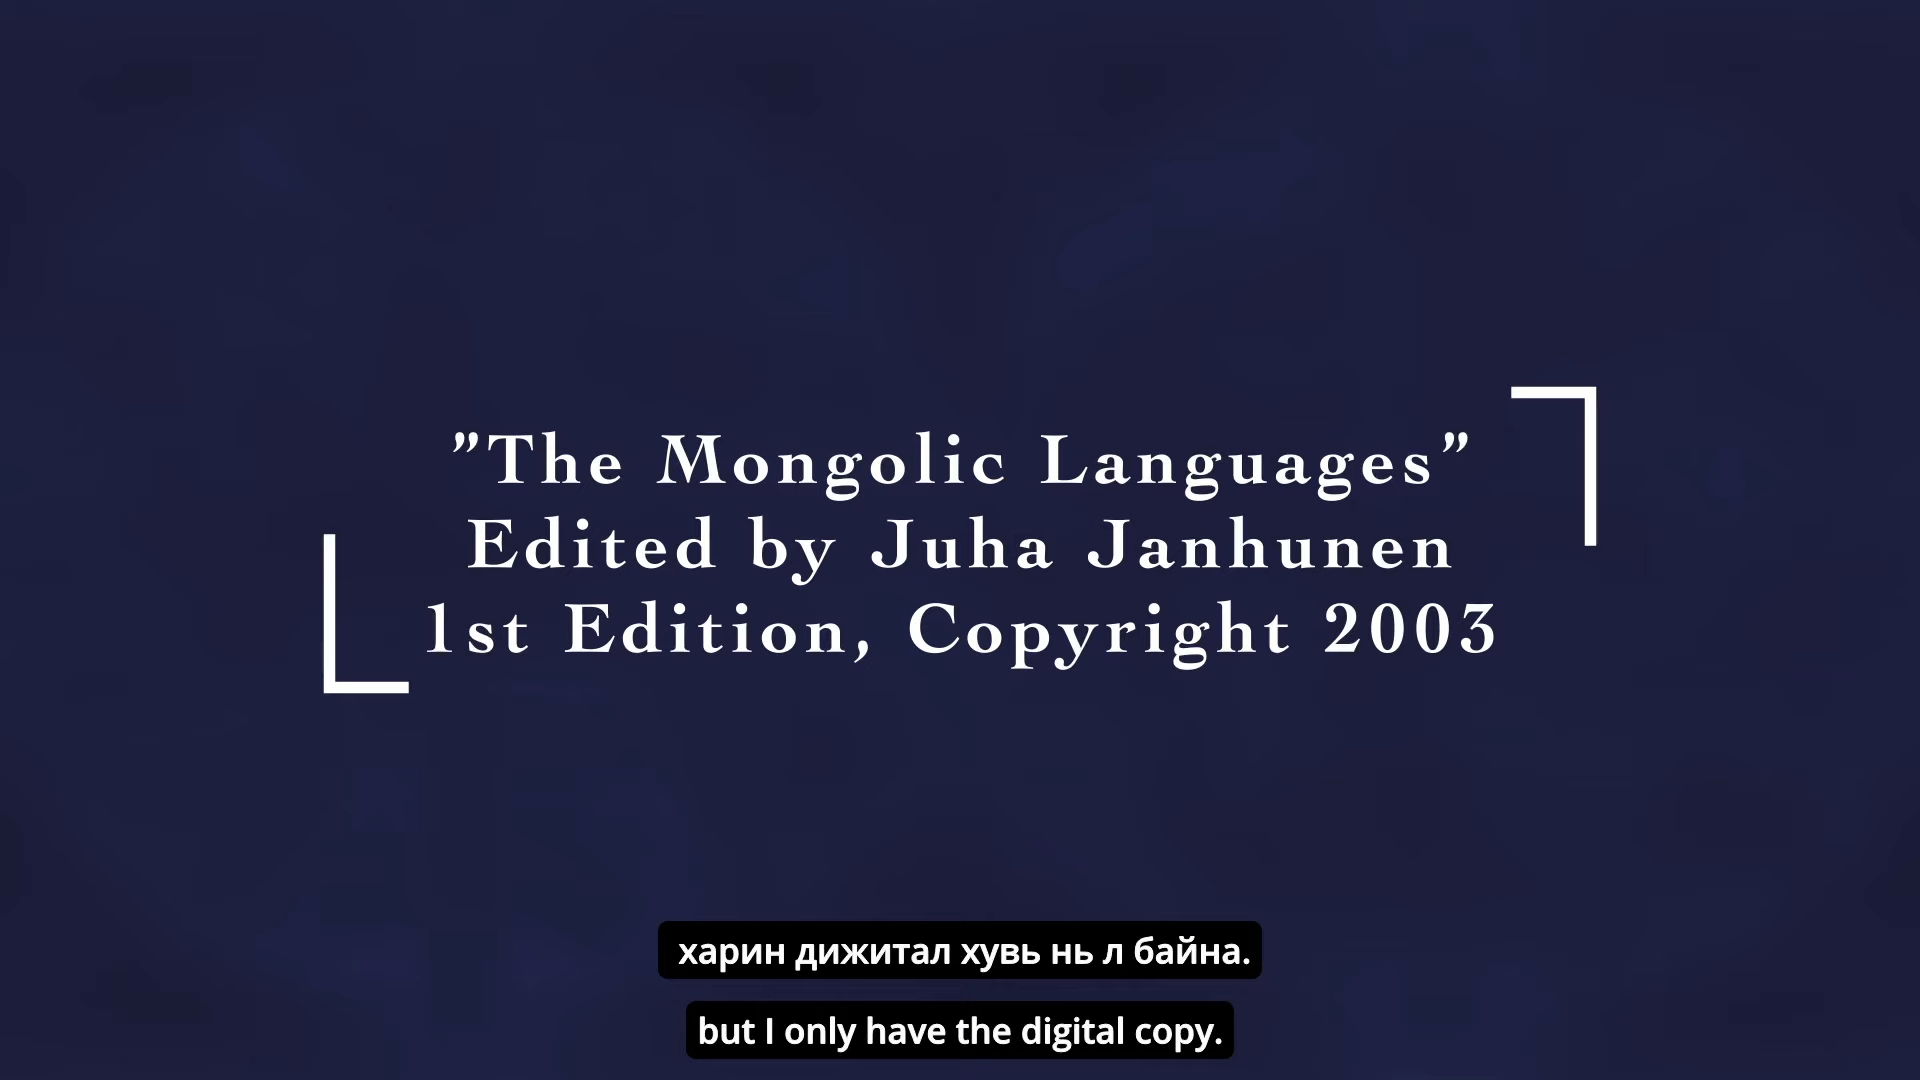 ”The Mongolic Languages”
Edited by Juha Janhunen
1st Edition, Copyright 2003
харин дижитал хувь нь л байна.
but I only have the digital copy.